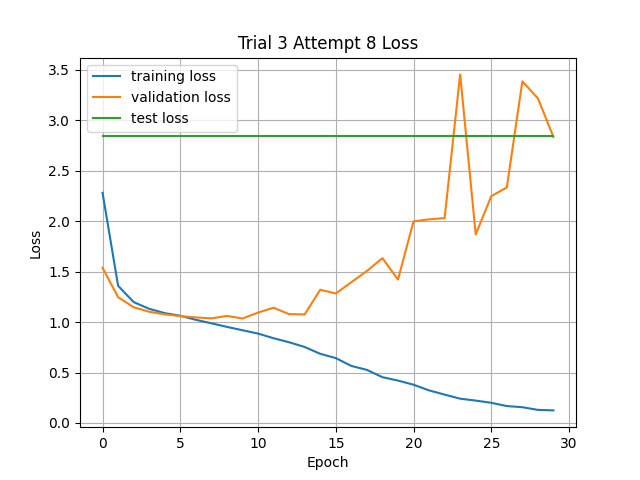 Trial 3 Attempt 8 Loss
training loss
validation loss
test loss
3.5
3.0
2.5
2.0
1.5
1.0
0.5
0.0
Loss
0 5 10 15 20 25 30
Epoch